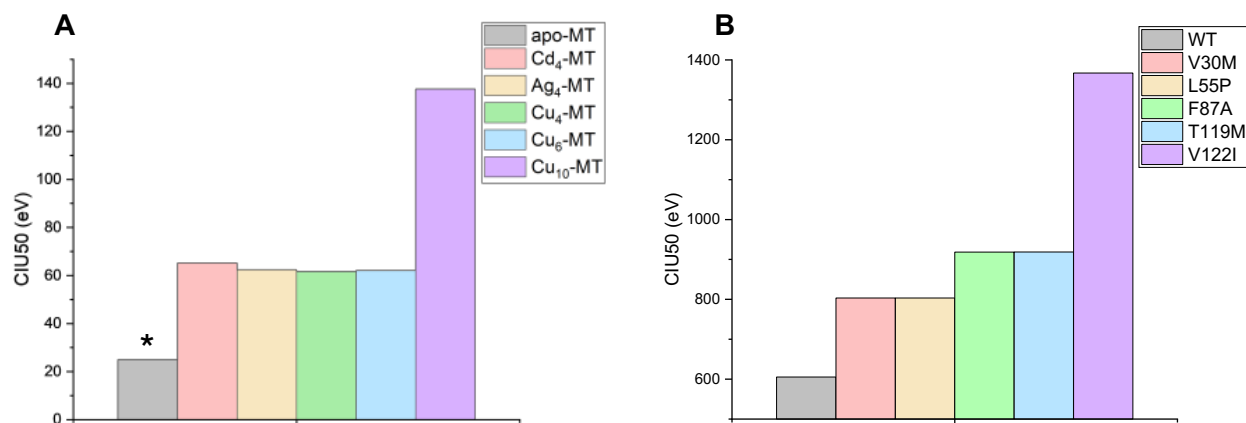 A
apo-MT
Cd₄-MT
Ag₄-MT
Cu₄-MT
Cu₆-MT
Cu₁₀-MT
140
120
100
80
60
40
20
0
CIU50 (eV)
*
B
WT
V30M
L55P
F87A
T119M
V122I
1400
1200
1000
800
600
CIU50 (eV)